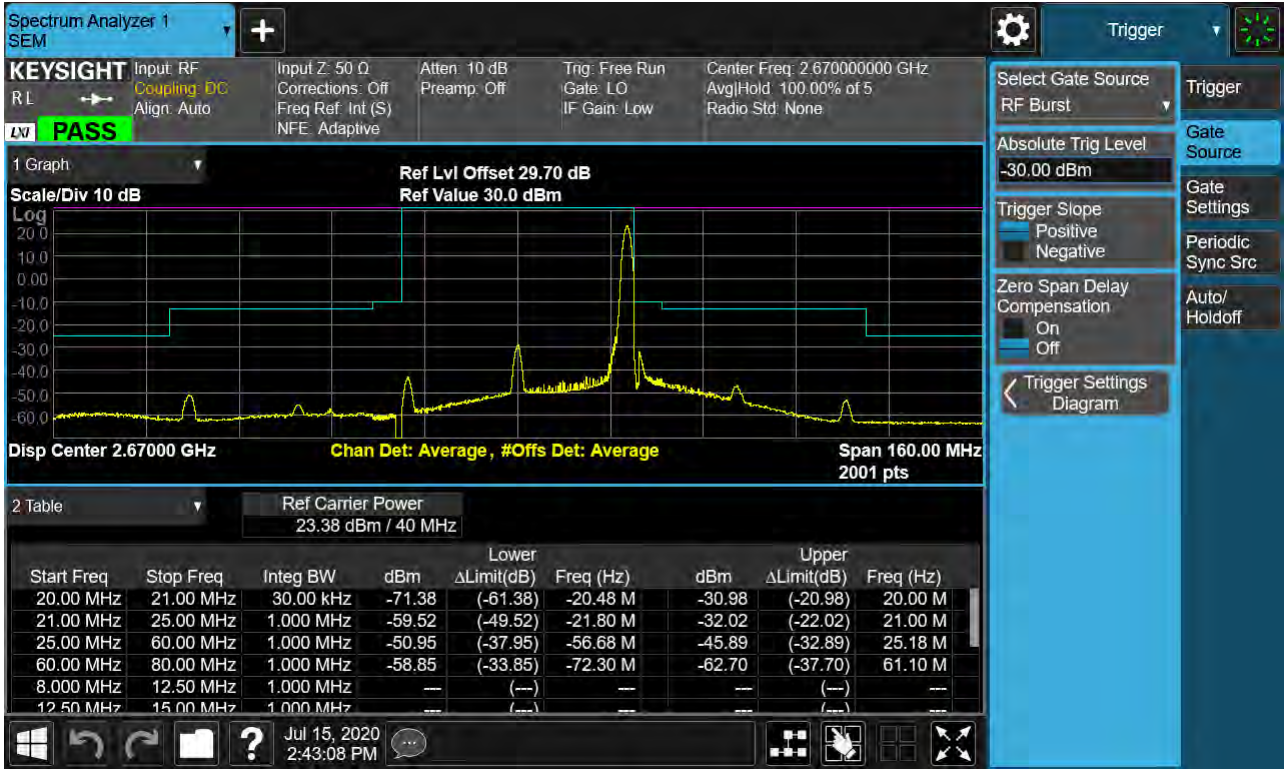 Spectrum Analyzer 1
SEM
Trigger
KEYSIGHT
R L
LXI
PASS
Input: RF
Coupling: DC
Align: Auto
Input Z: 50 Ω
Corrections: Off
Freq Ref: Int (S)
NFE: Adaptive
Atten: 10 dB
Preamp: Off
Trig: Free Run
Gate: LO
IF Gain: Low
Center Freq: 2.670000000 GHz
Avg|Hold: 100.00% of 5
Radio Std: None
1 Graph
Scale/Div 10 dB
Ref Lvl Offset 29.70 dB
Ref Value 30.0 dBm
Log
20.0
10.0
0.00
-10.0
-20.0
-30.0
-40.0
-50.0
-60.0
Disp Center 2.67000 GHz
Chan Det: Average, #Offs Det: Average
Span 160.00 MHz
2001 pts
2 Table
Ref Carrier Power
23.38 dBm / 40 MHz
Lower Upper
Start Freq Stop Freq Integ BW dBm ΔLimit(dB) Freq (Hz) dBm ΔLimit(dB) Freq (Hz)
20.00 MHz 21.00 MHz 30.00 kHz -71.38 (-61.38) -20.48 M -30.98 (-20.98) 20.00 M
21.00 MHz 25.00 MHz 1.000 MHz -59.52 (-49.52) -21.80 M -32.02 (-22.02) 21.00 M
25.00 MHz 60.00 MHz 1.000 MHz -50.95 (-37.95) -56.68 M -45.89 (-32.89) 25.18 M
60.00 MHz 80.00 MHz 1.000 MHz -58.85 (-33.85) -72.30 M -62.70 (-37.70) 61.10 M
8.000 MHz 12.50 MHz 1.000 MHz --- (---) --- --- (---) ---
12.50 MHz 15.00 MHz 1.000 MHz --- (---) --- --- (---) ---
Select Gate Source
RF Burst
Absolute Trig Level
-30.00 dBm
Trigger Slope
Positive
Negative
Zero Span Delay
Compensation
On
Off
Trigger Settings
Diagram
Trigger
Gate
Source
Gate
Settings
Periodic
Sync Src
Auto/
Holdoff
?
Jul 15, 2020
2:43:08 PM